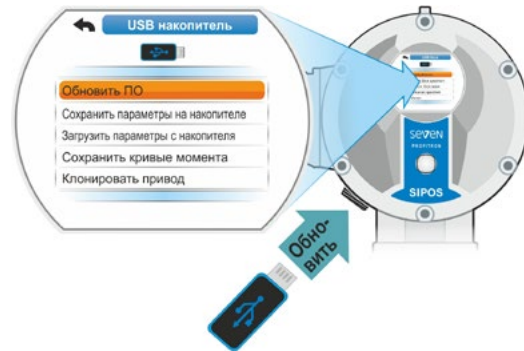 USB накопитель
Обновить ПО
Сохранить параметры на накопителе
Загрузить параметры с накопителя
Сохранить кривые момента
Клонировать привод
SEVEN
PROFITRON
SIPOS
Обно-
вить